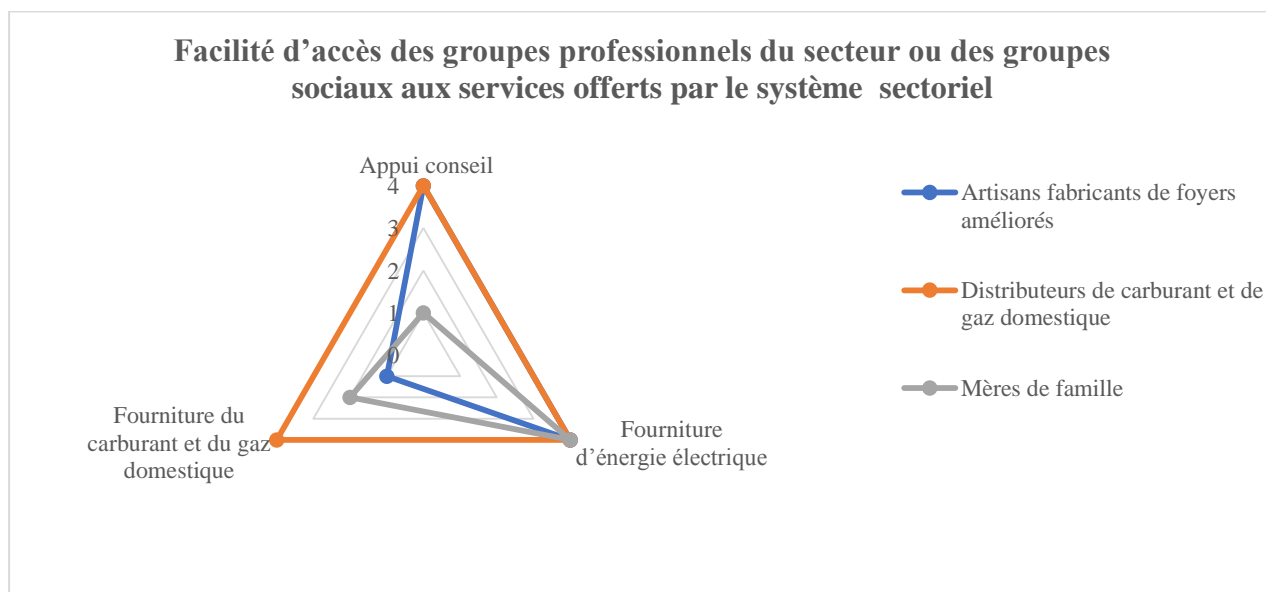 Facilité d’accès des groupes professionnels du secteur ou des groupes
sociaux aux services offerts par le système sectoriel
Appui conseil
4
3
2
1
0
Fourniture du
carburant et du gaz
domestique
Fourniture
d’énergie électrique
Artisans fabricants de foyers
améliorés
Distributeurs de carburant et de
gaz domestique
Mères de famille